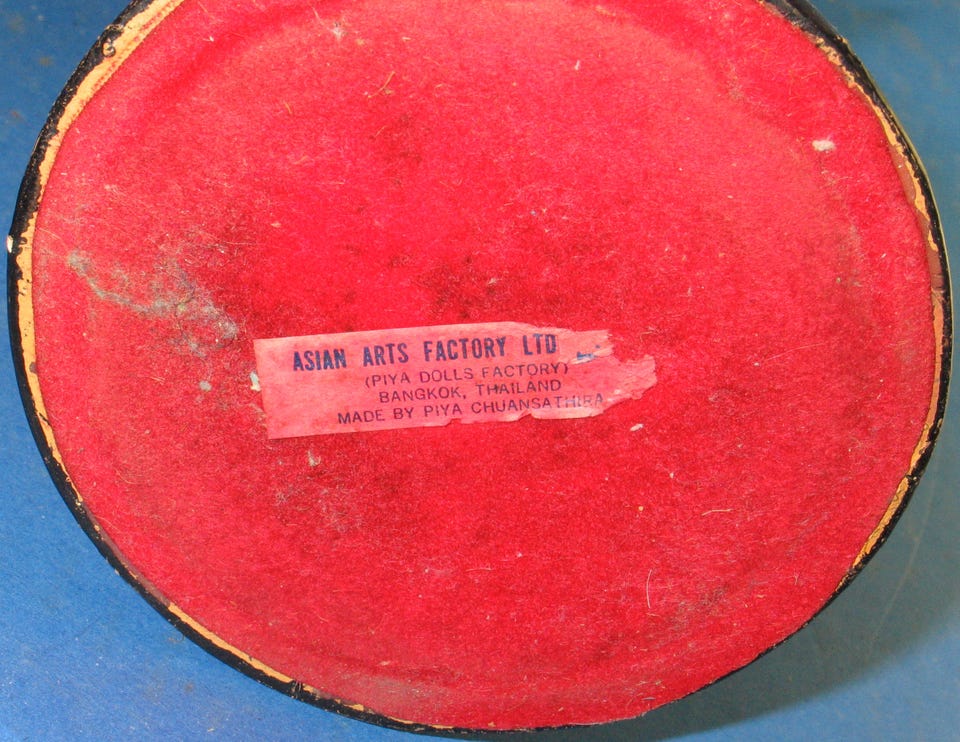 ASIAN ARTS FACTORY LTD
(PIYA DOLLS FACTORY)
BANGKOK, THAILAND
MADE BY PIYA CHUANSATHIRA